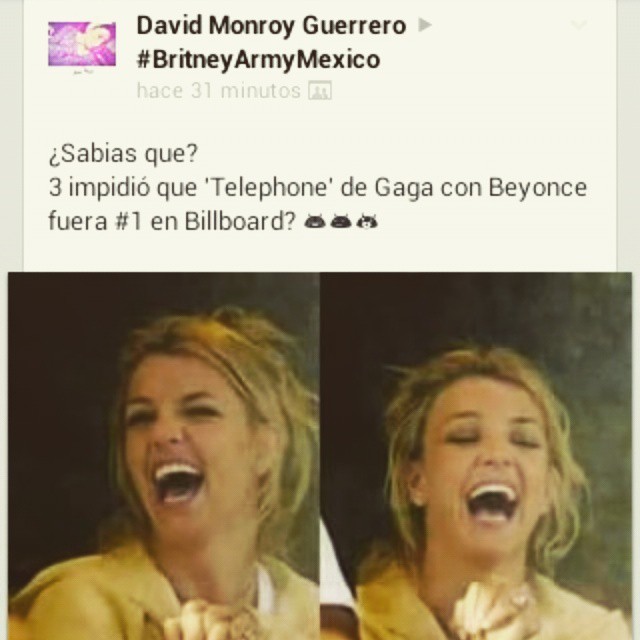 David Monroy Guerrero ▶
#BritneyArmyMexico
hace 31 minutos
¿Sabias que?
3 impidió que 'Telephone' de Gaga con Beyonce
fuera #1 en Billboard?